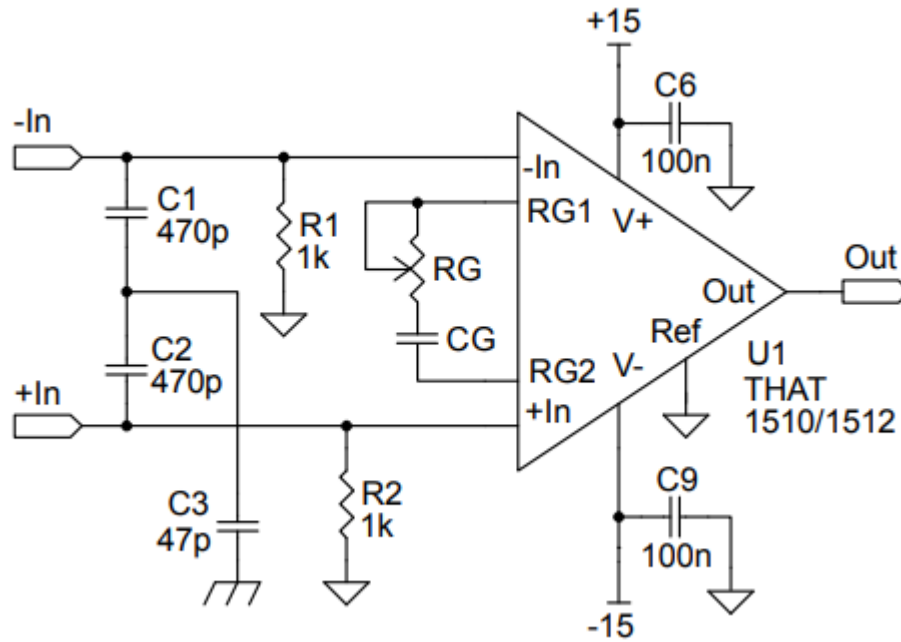 +15
C6
100n
-In
C1
470p
R1
1k
-In
RG1
V+
RG
Out
Out
CG
Ref
C2
470p
+In
RG2
V-
+In
U1
THAT
1510/1512
C3
47p
R2
1k
C9
100n
-15